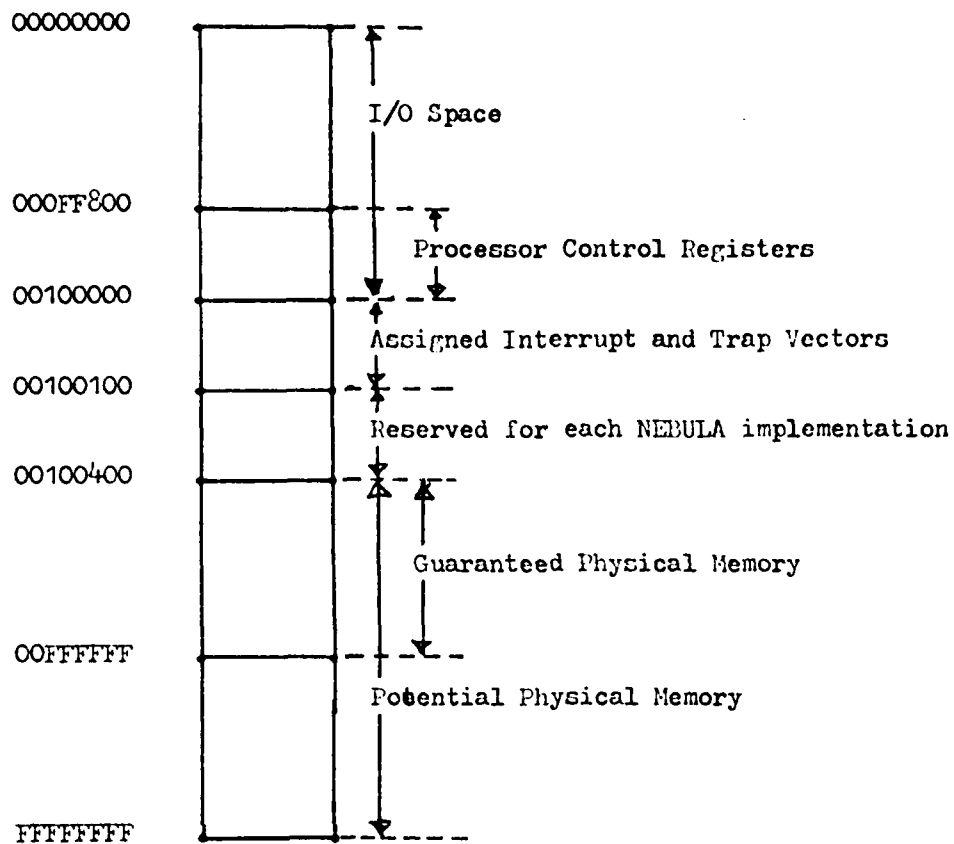 00000000
I/O Space
000FF800
Processor Control Registers
00100000
Assigned Interrupt and Trap Vectors
00100100
Reserved for each NEBULA implementation
00100400
Guaranteed Physical Memory
00FFFFFF
Potential Physical Memory
FFFFFFFF